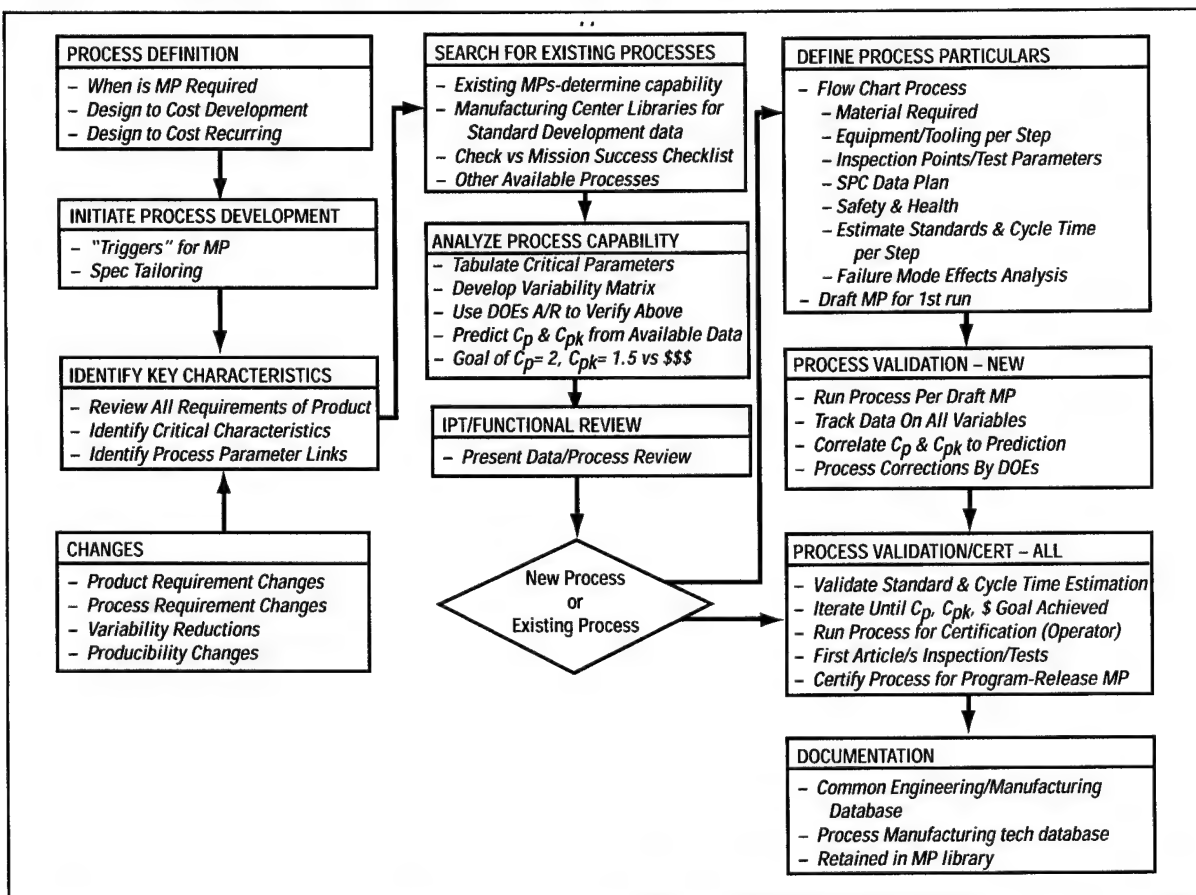 PROCESS DEFINITION
– When is MP Required
– Design to Cost Development
– Design to Cost Recurring
INITIATE PROCESS DEVELOPMENT
– "Triggers" for MP
– Spec Tailoring
IDENTIFY KEY CHARACTERISTICS
– Review All Requirements of Product
– Identify Critical Characteristics
– Identify Process Parameter Links
CHANGES
– Product Requirement Changes
– Process Requirement Changes
– Variability Reductions
– Producibility Changes
SEARCH FOR EXISTING PROCESSES
– Existing MPs-determine capability
– Manufacturing Center Libraries for
Standard Development data
– Check vs Mission Success Checklist
– Other Available Processes
ANALYZE PROCESS CAPABILITY
– Tabulate Critical Parameters
– Develop Variability Matrix
– Use DOEs A/R to Verify Above
– Predict Cp & Cpk from Available Data
– Goal of Cp= 2, Cpk= 1.5 vs $$$
IPT/FUNCTIONAL REVIEW
– Present Data/Process Review
New Process
or
Existing Process
DEFINE PROCESS PARTICULARS
– Flow Chart Process
– Material Required
– Equipment/Tooling per Step
– Inspection Points/Test Parameters
– SPC Data Plan
– Safety & Health
– Estimate Standards & Cycle Time
per Step
– Failure Mode Effects Analysis
– Draft MP for 1st run
PROCESS VALIDATION – NEW
– Run Process Per Draft MP
– Track Data On All Variables
– Correlate Cp & Cpk to Prediction
– Process Corrections By DOEs
PROCESS VALIDATION/CERT – ALL
– Validate Standard & Cycle Time Estimation
– Iterate Until Cp, Cpk, $ Goal Achieved
– Run Process for Certification (Operator)
– First Article/s Inspection/Tests
– Certify Process for Program-Release MP
DOCUMENTATION
– Common Engineering/Manufacturing
Database
– Process Manufacturing tech database
– Retained in MP library